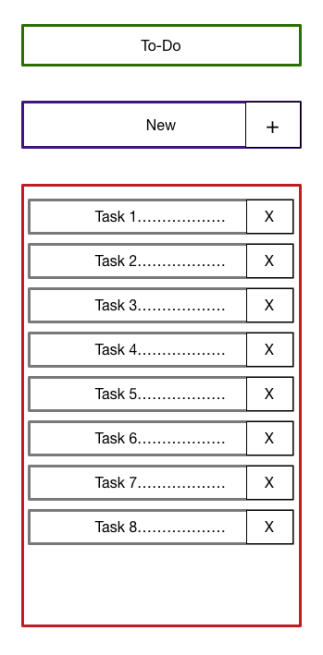 To-Do
New +
Task 1.................. X
Task 2.................. X
Task 3.................. X
Task 4.................. X
Task 5.................. X
Task 6.................. X
Task 7.................. X
Task 8.................. X